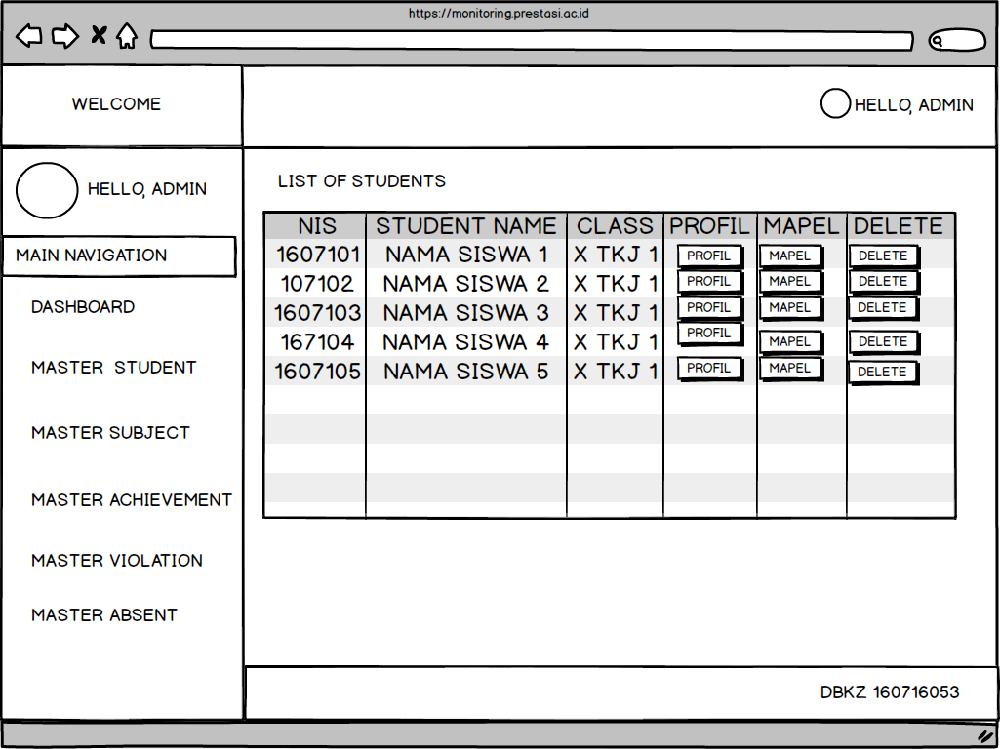 https://monitoring.prestasi.ac.id
WELCOME
HELLO, ADMIN
HELLO, ADMIN
MAIN NAVIGATION
DASHBOARD
MASTER STUDENT
MASTER SUBJECT
MASTER ACHIEVEMENT
MASTER VIOLATION
MASTER ABSENT
LIST OF STUDENTS
NIS STUDENT NAME CLASS PROFIL MAPEL DELETE
1607101 NAMA SISWA 1 X TKJ 1 PROFIL MAPEL DELETE
107102 NAMA SISWA 2 X TKJ 1 PROFIL MAPEL DELETE
1607103 NAMA SISWA 3 X TKJ 1 PROFIL MAPEL DELETE
167104 NAMA SISWA 4 X TKJ 1 PROFIL MAPEL DELETE
1607105 NAMA SISWA 5 X TKJ 1 PROFIL MAPEL DELETE
DBKZ 160716053